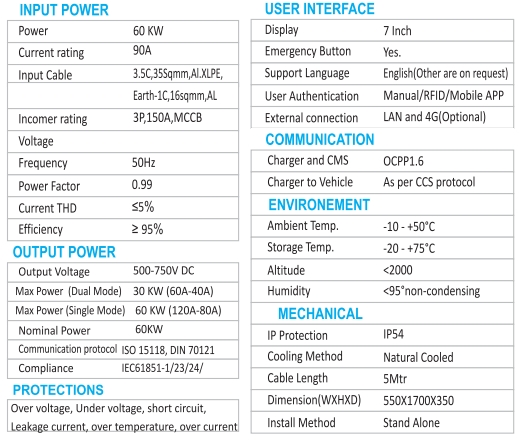 INPUT POWER
Power 60 KW
Current rating 90A
Input Cable 3.5C,35Sqmm,Al.XLPE,
Earth-1C,16sqmm,AL
Incomer rating 3P,150A,MCCB
Voltage
Frequency 50Hz
Power Factor 0.99
Current THD ≤5%
Efficiency ≥ 95%
OUTPUT POWER
Output Voltage 500-750V DC
Max Power (Dual Mode) 30 KW (60A-40A)
Max Power (Single Mode) 60 KW (120A-80A)
Nominal Power 60KW
Communication protocol ISO 15118, DIN 70121
Compliance IEC61851-1/23/24/
PROTECTIONS
Over voltage, Under voltage, short circuit,
Leakage current, over temperature, over current
USER INTERFACE
Display 7 Inch
Emergency Button Yes.
Support Language English(Other are on request)
User Authentication Manual/RFID/Mobile APP
External connection LAN and 4G(Optional)
COMMUNICATION
Charger and CMS OCPP1.6
Charger to Vehicle As per CCS protocol
ENVIRONEMENT
Ambient Temp. -10 - +50°C
Storage Temp. -20 - +75°C
Altitude <2000
Humidity <95°non-condensing
MECHANICAL
IP Protection IP54
Cooling Method Natural Cooled
Cable Length 5Mtr
Dimension(WXHXD) 550X1700X350
Install Method Stand Alone